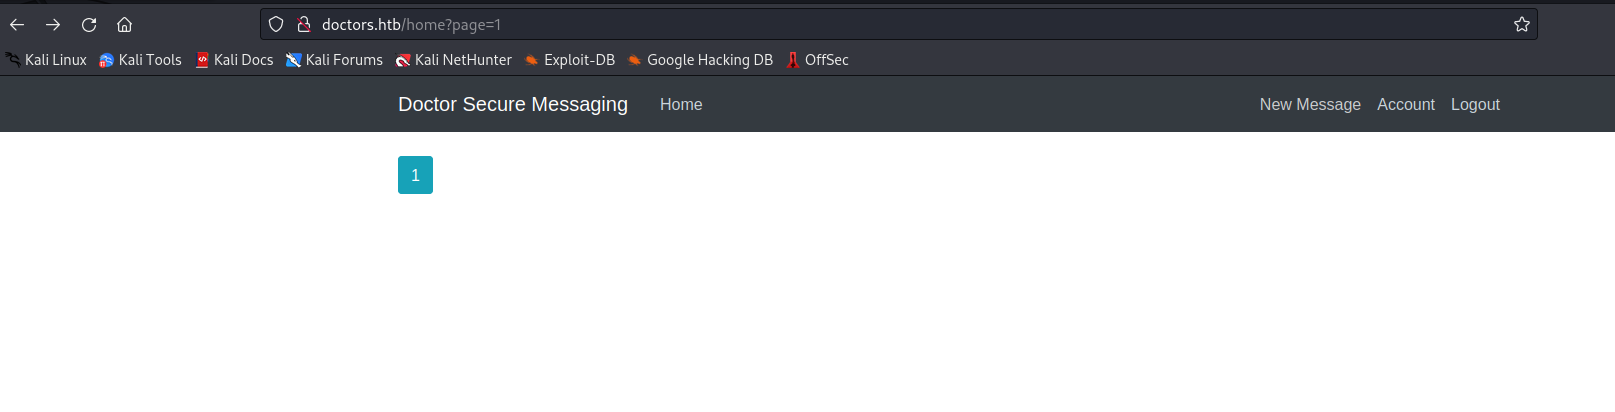 doctors.htb/home?page=1
Kali Linux Kali Tools Kali Docs Kali Forums Kali NetHunter Exploit-DB Google Hacking DB OffSec
Doctor Secure Messaging Home New Message Account Logout
1